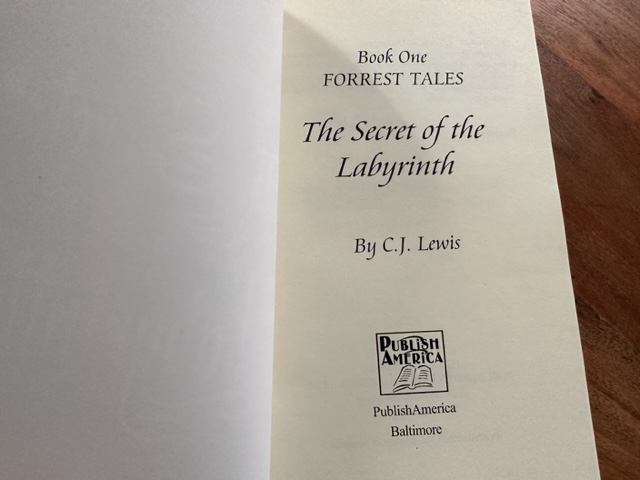 Book One
FORREST TALES
The Secret of the
Labyrinth
By C.J. Lewis
PUBLISH
AMERICA
PublishAmerica
Baltimore